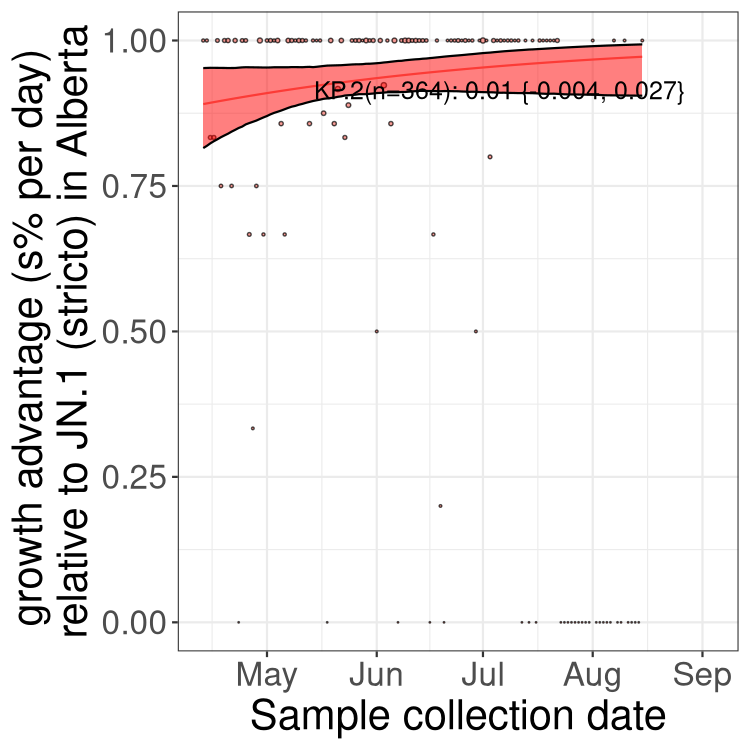 growth advantage (s% per day)
relative to JN.1 (stricto) in Alberta
1.00
0.75
0.50
0.25
0.00
KP.2(n=364): 0.01 {-0.004, 0.027}
May Jun Jul Aug Sep
Sample collection date